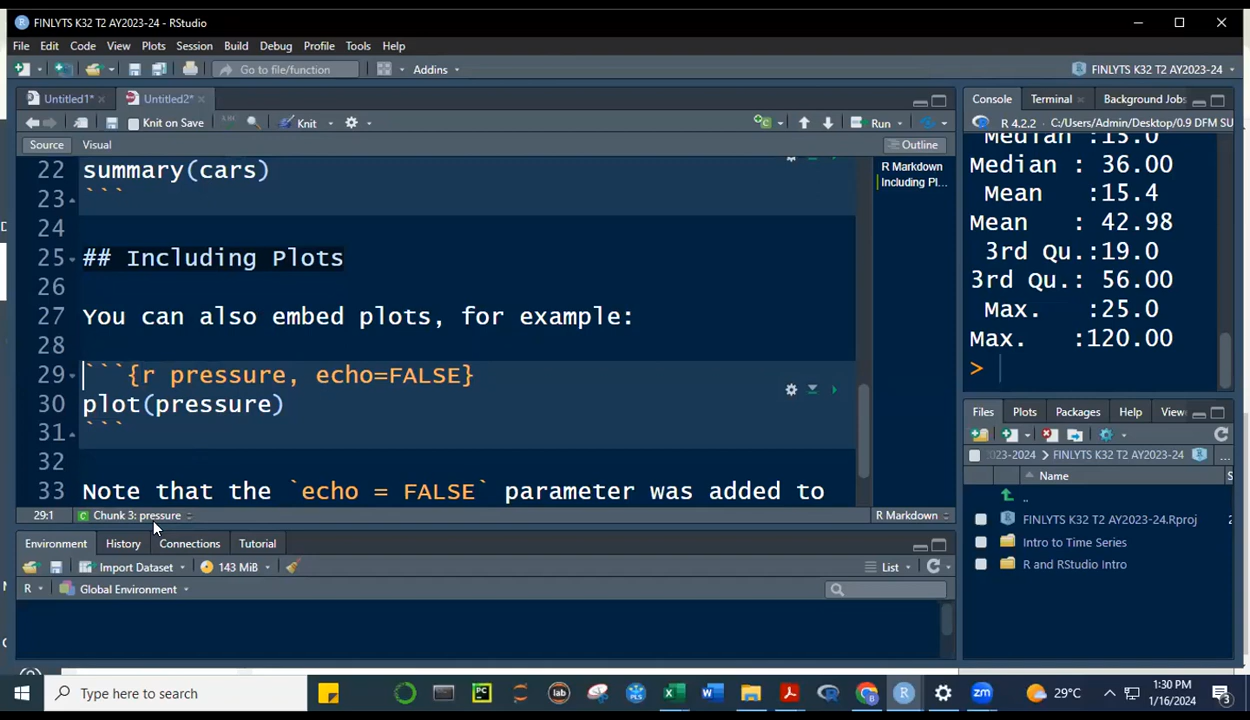 FINLYTS K32 T2 AY2023-24 - RStudio
File Edit Code View Plots Session Build Debug Profile Tools Help
Go to file/function Addins FINLYTS K32 T2 AY2023-24
Untitled1* Untitled2*
Knit on Save Knit Run
Source Visual Outline
22 summary(cars)
23 ```
24
25 ## Including Plots
26
27 You can also embed plots, for example:
28
29 ```{r pressure, echo=FALSE}
30 plot(pressure)
31 ```
32
33 Note that the `echo = FALSE` parameter was added to
29:1 Chunk 3: pressure R Markdown
R Markdown
Including Pl...
Environment History Connections Tutorial
Import Dataset 143 MiB List
R Global Environment
Console Terminal Background Jobs
R 4.2.2 C:/Users/Admin/Desktop/0.9 DFM SU
Median :15.0
Median : 36.00
Mean :15.4
Mean : 42.98
3rd Qu.:19.0
3rd Qu.: 56.00
Max. :25.0
Max. :120.00
>
Files Plots Packages Help View
2023-2024 > FINLYTS K32 T2 AY2023-24 ...
Name S
..
FINLYTS K32 T2 AY2023-24.Rproj 2
Intro to Time Series
R and RStudio Intro
Type here to search
29°C
1:30 PM
1/16/2024
3